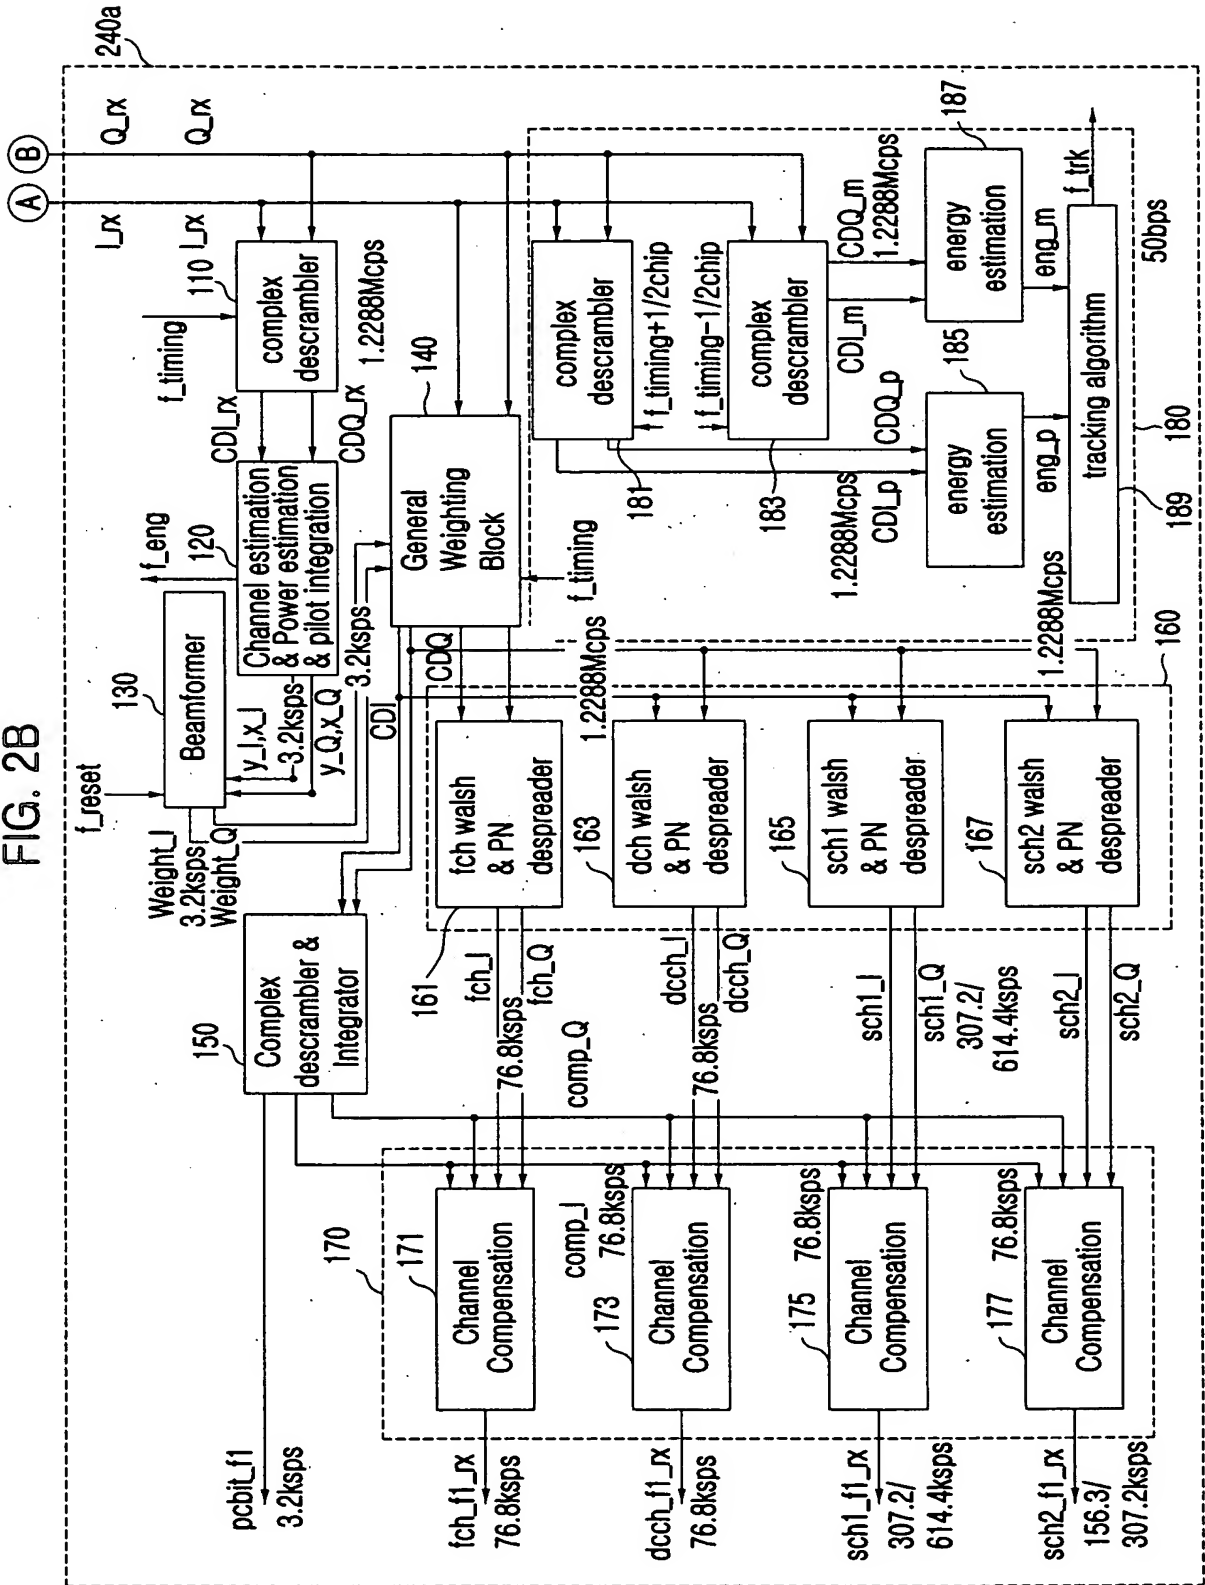 FIG. 2B
240a
A
B
I_rx
Q_rx
I_rx
Q_rx
f_timing
110
complex
descrambler
1.2288Mcps
CDI_rx
CDQ_rx
f_eng
120
Channel estimation
& Power estimation
& pilot integration
3.2ksps
y_I,x_I
3.2ksps
y_Q,x_Q
130
Beamformer
f_reset
Weight_I
3.2ksps
Weight_Q
140
General
Weighting
Block
f_timing
CDI
CDQ
150
Complex
descrambler &
Integrator
pcbit_f1
3.2ksps
comp_Q
comp_I
160
1.2288Mcps
1.2288Mcps
161
fch walsh
& PN
despreader
fch_I
76.8ksps
fch_Q
163
dch walsh
& PN
despreader
dcch_I
76.8ksps
dcch_Q
165
sch1 walsh
& PN
despreader
sch1_I
sch1_Q
307.2/
614.4ksps
167
sch2 walsh
& PN
despreader
sch2_I
sch2_Q
170
171
Channel
Compensation
fch_f1_rx
76.8ksps
173
76.8ksps
Channel
Compensation
dcch_f1_rx
76.8ksps
175
76.8ksps
Channel
Compensation
sch1_f1_rx
307.2/
614.4ksps
177
76.8ksps
Channel
Compensation
sch2_f1_rx
156.3/
307.2ksps
180
181
complex
descrambler
f_timing+1/2chip
183
f_timing-1/2chip
complex
descrambler
1.2288Mcps
CDI_p
CDQ_p
CDI_m
CDQ_m
1.2288Mcps
185
energy
estimation
eng_p
187
energy
estimation
eng_m
189
tracking algorithm
f_trk
50bps